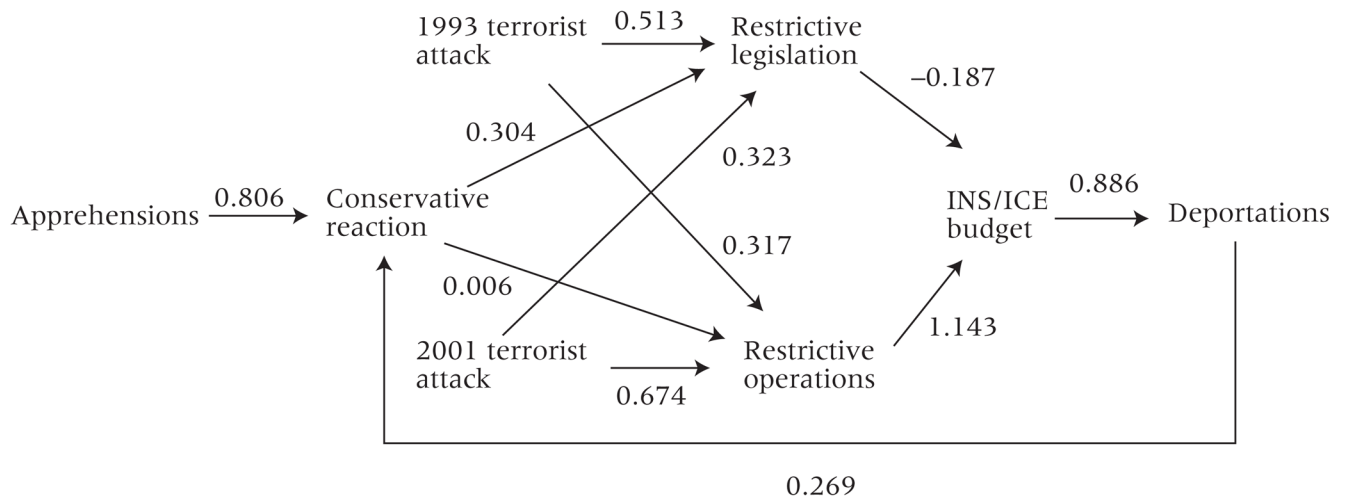 1993 terrorist
attack
0.513
Restrictive
legislation
–0.187
0.304
0.323
Apprehensions
0.806
Conservative
reaction
INS/ICE
budget
0.886
Deportations
0.317
0.006
1.143
2001 terrorist
attack
0.674
Restrictive
operations
0.269